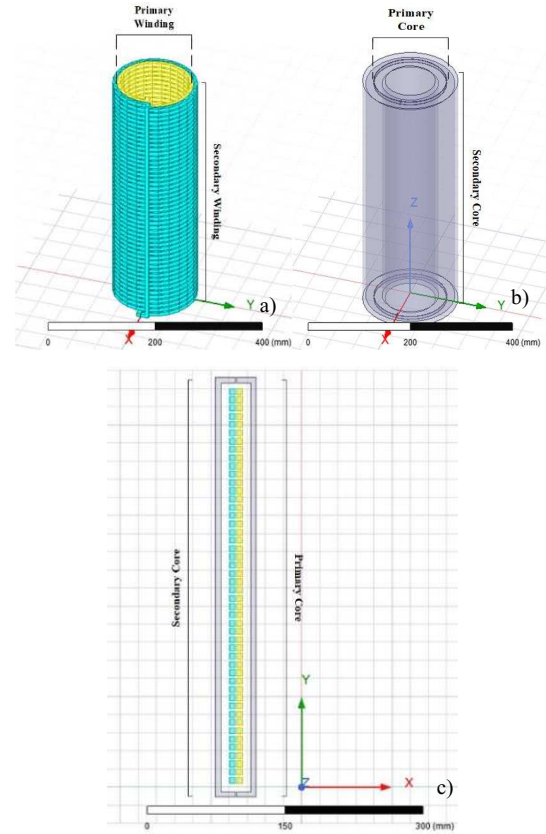 Primary
Winding
Secondary Winding
Y
a)
X
0
200
400 (mm)
Primary
Core
Secondary Core
Z
Y
b)
X
0
200
400 (mm)
Secondary Core
Primary Core
Y
Z
X
c)
0
150
300 (mm)